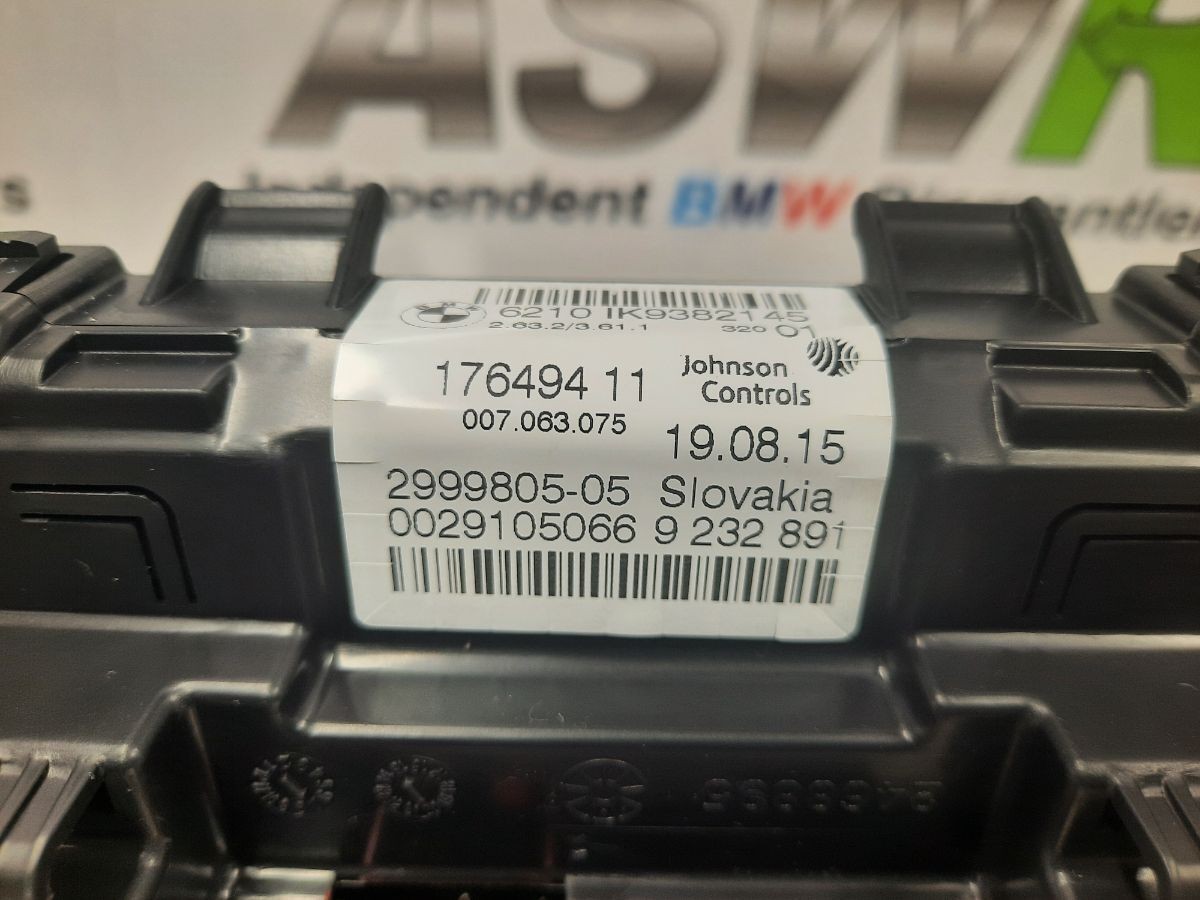 ASWR
Independent BMW
6210 IK9382145
2.63.2/3.61.1 320 01
176494 11 Johnson
Controls
007.063.075
19.08.15
2999805-05 Slovakia
0029105066 9 232 891